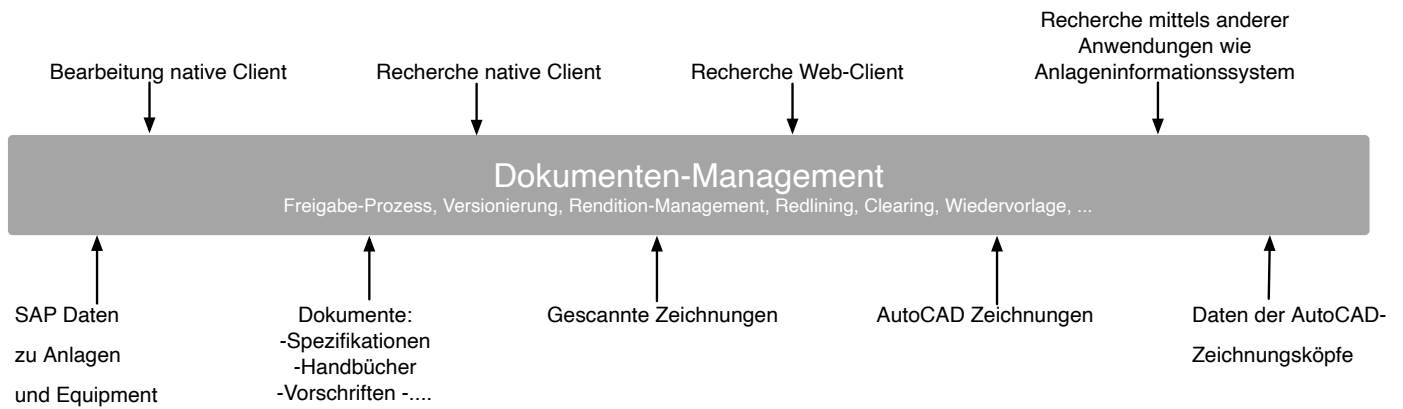 Recherche mittels anderer
Anwendungen wie
Anlageninformationssystem
Bearbeitung native Client
Recherche native Client
Recherche Web-Client
Dokumenten-Management
Freigabe-Prozess, Versionierung, Rendition-Management, Redlining, Clearing, Wiedervorlage, ...
SAP Daten
zu Anlagen
und Equipment
Dokumente:
-Spezifikationen
-Handbücher
-Vorschriften -....
Gescannte Zeichnungen
AutoCAD Zeichnungen
Daten der AutoCAD-
Zeichnungsköpfe